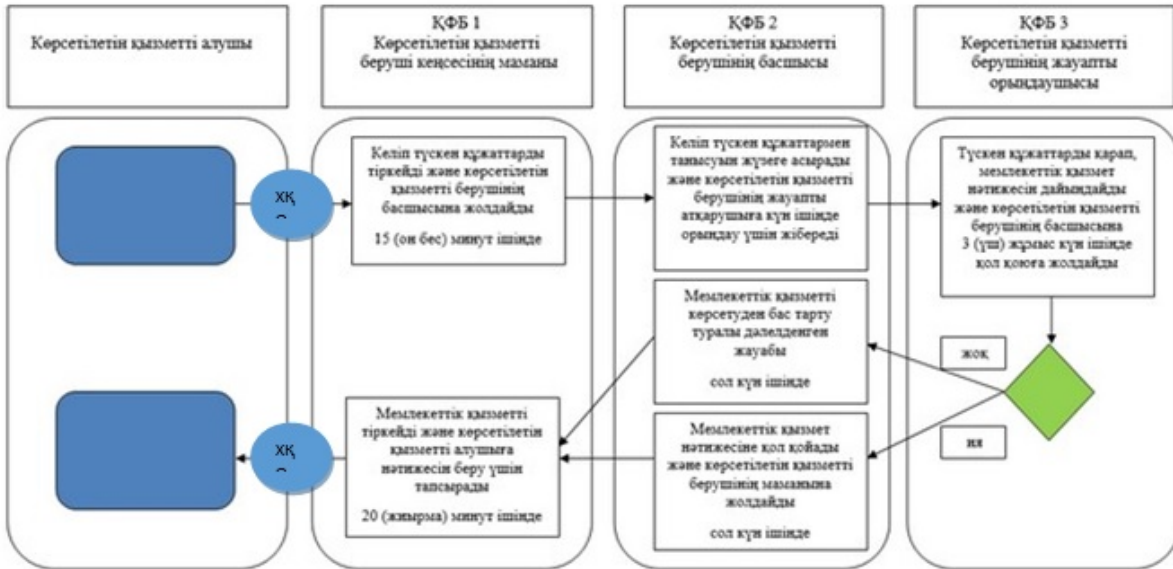 Көрсетілетін қызметті алушы
ҚФБ 1
Көрсетілетін қызметті
беруші кеңсесінің маманы
ҚФБ 2
Көрсетілетін қызметті
берушінің басшысы
ҚФБ 3
Көрсетілетін қызметті
берушінің жауапты
орындаушысы
ХҚ
Келіп түскен құжаттарды
тіркейді және көрсетілетін
қызметті берушінің
басшысына жолдайды
15 (он бес) минут ішінде
Келіп түскен құжаттармен
танысуын жүзеге асырады
және көрсетілетін қызметті
берушінің жауапты
атқарушыға күн ішінде
орындау үшін жібереді
Түскен құжаттарды қарап,
мемлекеттік қызмет
нәтижесін дайындайды
және көрсетілетін қызметті
берушінің басшысына
3 (үш) жұмыс күн ішінде
қол қоюға жолдайды
Мемлекеттік қызметті
көрсетуден бас тарту
туралы дәлелденген
жауабы
сол күн ішінде
жоқ
ХҚ
Мемлекеттік қызметті
тіркейді және көрсетілетін
қызметті алушыға
нәтижесін беру үшін
тапсырады
20 (жиырма) минут ішінде
Мемлекеттік қызмет
нәтижесіне қол қойады
және көрсетілетін қызметті
берушінің маманына
жолдайды
сол күн ішінде
ия